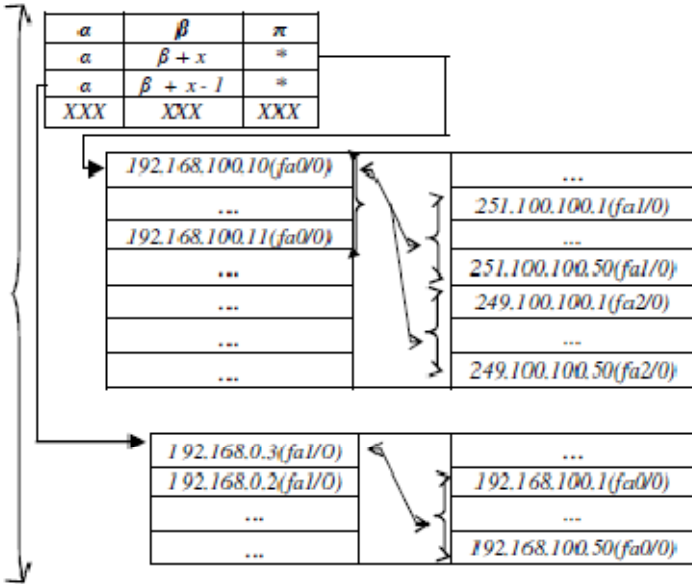 α β π
α β + x *
α β + x - 1 *
XXX XXX XXX
192.168.100.10(fa0/0) ...
... 251.100.100.1(fa1/0)
192.168.100.11(fa0/0) ...
... 251.100.100.50(fa1/0)
... 249.100.100.1(fa2/0)
... ...
... 249.100.100.50(fa2/0)
192.168.0.3(fa1/0) ...
192.168.0.2(fa1/0) 192.168.100.1(fa0/0)
... ...
... 192.168.100.50(fa0/0)